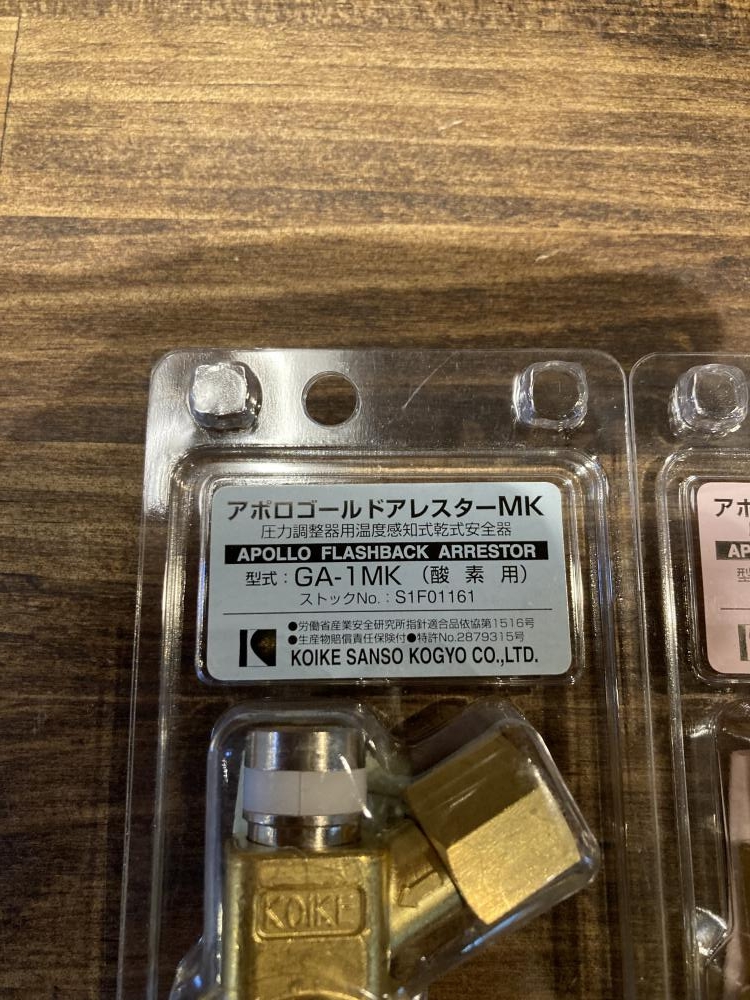 アポロゴールドアレスターMK
圧力調整器用温度感知式乾式安全器
APOLLO FLASHBACK ARRESTOR
型式：GA-1MK （酸 素 用）
ストックNo.：S1F01161
●労働省産業安全研究所指針適合品依協第1516号
●生産物賠償責任保険付●特許No.2879315号
KOIKE SANSO KOGYO CO.,LTD.
KOIKE
アポ
AP
型